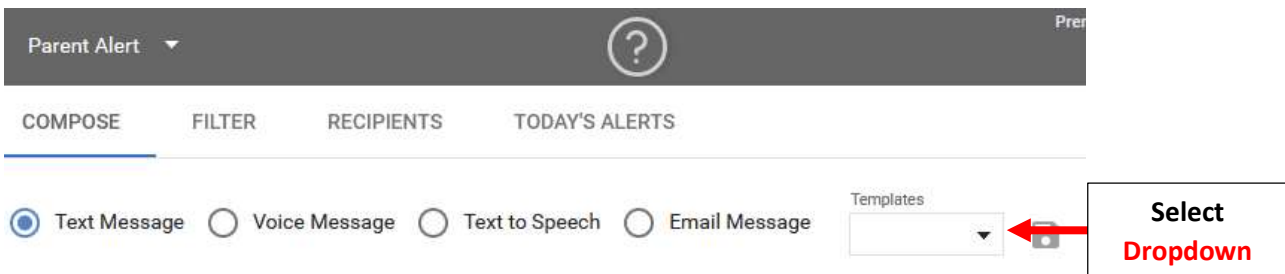 Parent Alert
?
Prer
COMPOSE FILTER RECIPIENTS TODAY'S ALERTS
Text Message Voice Message Text to Speech Email Message
Templates
Select
Dropdown